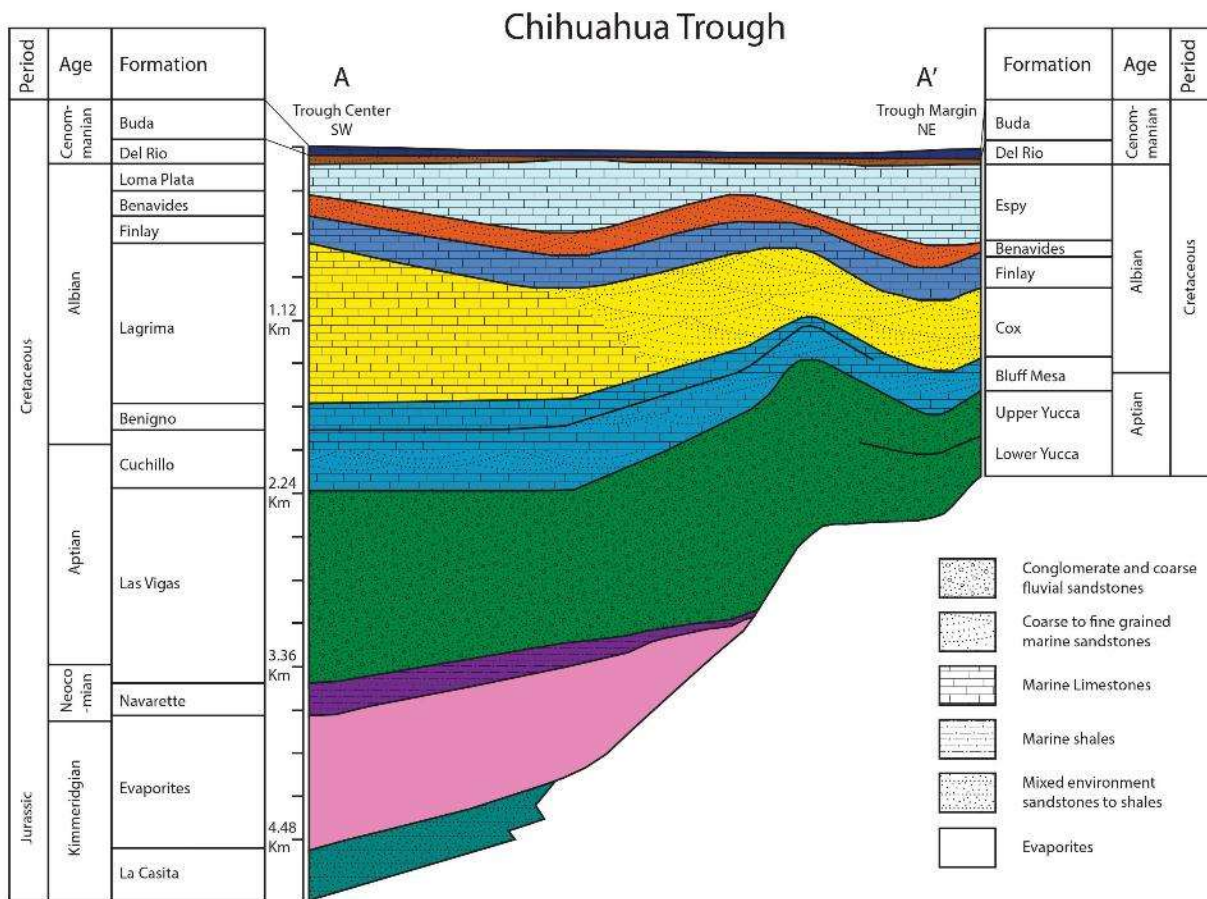 Chihuahua Trough
Period
Age
Formation
A
Trough Center
SW
A'
Trough Margin
NE
Formation
Age
Period
Cretaceous
Jurassic
Cenom-
manian
Albian
Aptian
Neoco
-mian
Kimmeridgian
Buda
Del Rio
Loma Plata
Benavides
Finlay
Lagrima
Benigno
Cuchillo
Las Vigas
Navarette
Evaporites
La Casita
1.12
Km
2.24
Km
3.36
Km
4.48
Km
Buda
Del Rio
Espy
Benavides
Finlay
Cox
Bluff Mesa
Upper Yucca
Lower Yucca
Cenom-
manian
Albian
Aptian
Cretaceous
Conglomerate and coarse
fluvial sandstones
Coarse to fine grained
marine sandstones
Marine Limestones
Marine shales
Mixed environment
sandstones to shales
Evaporites